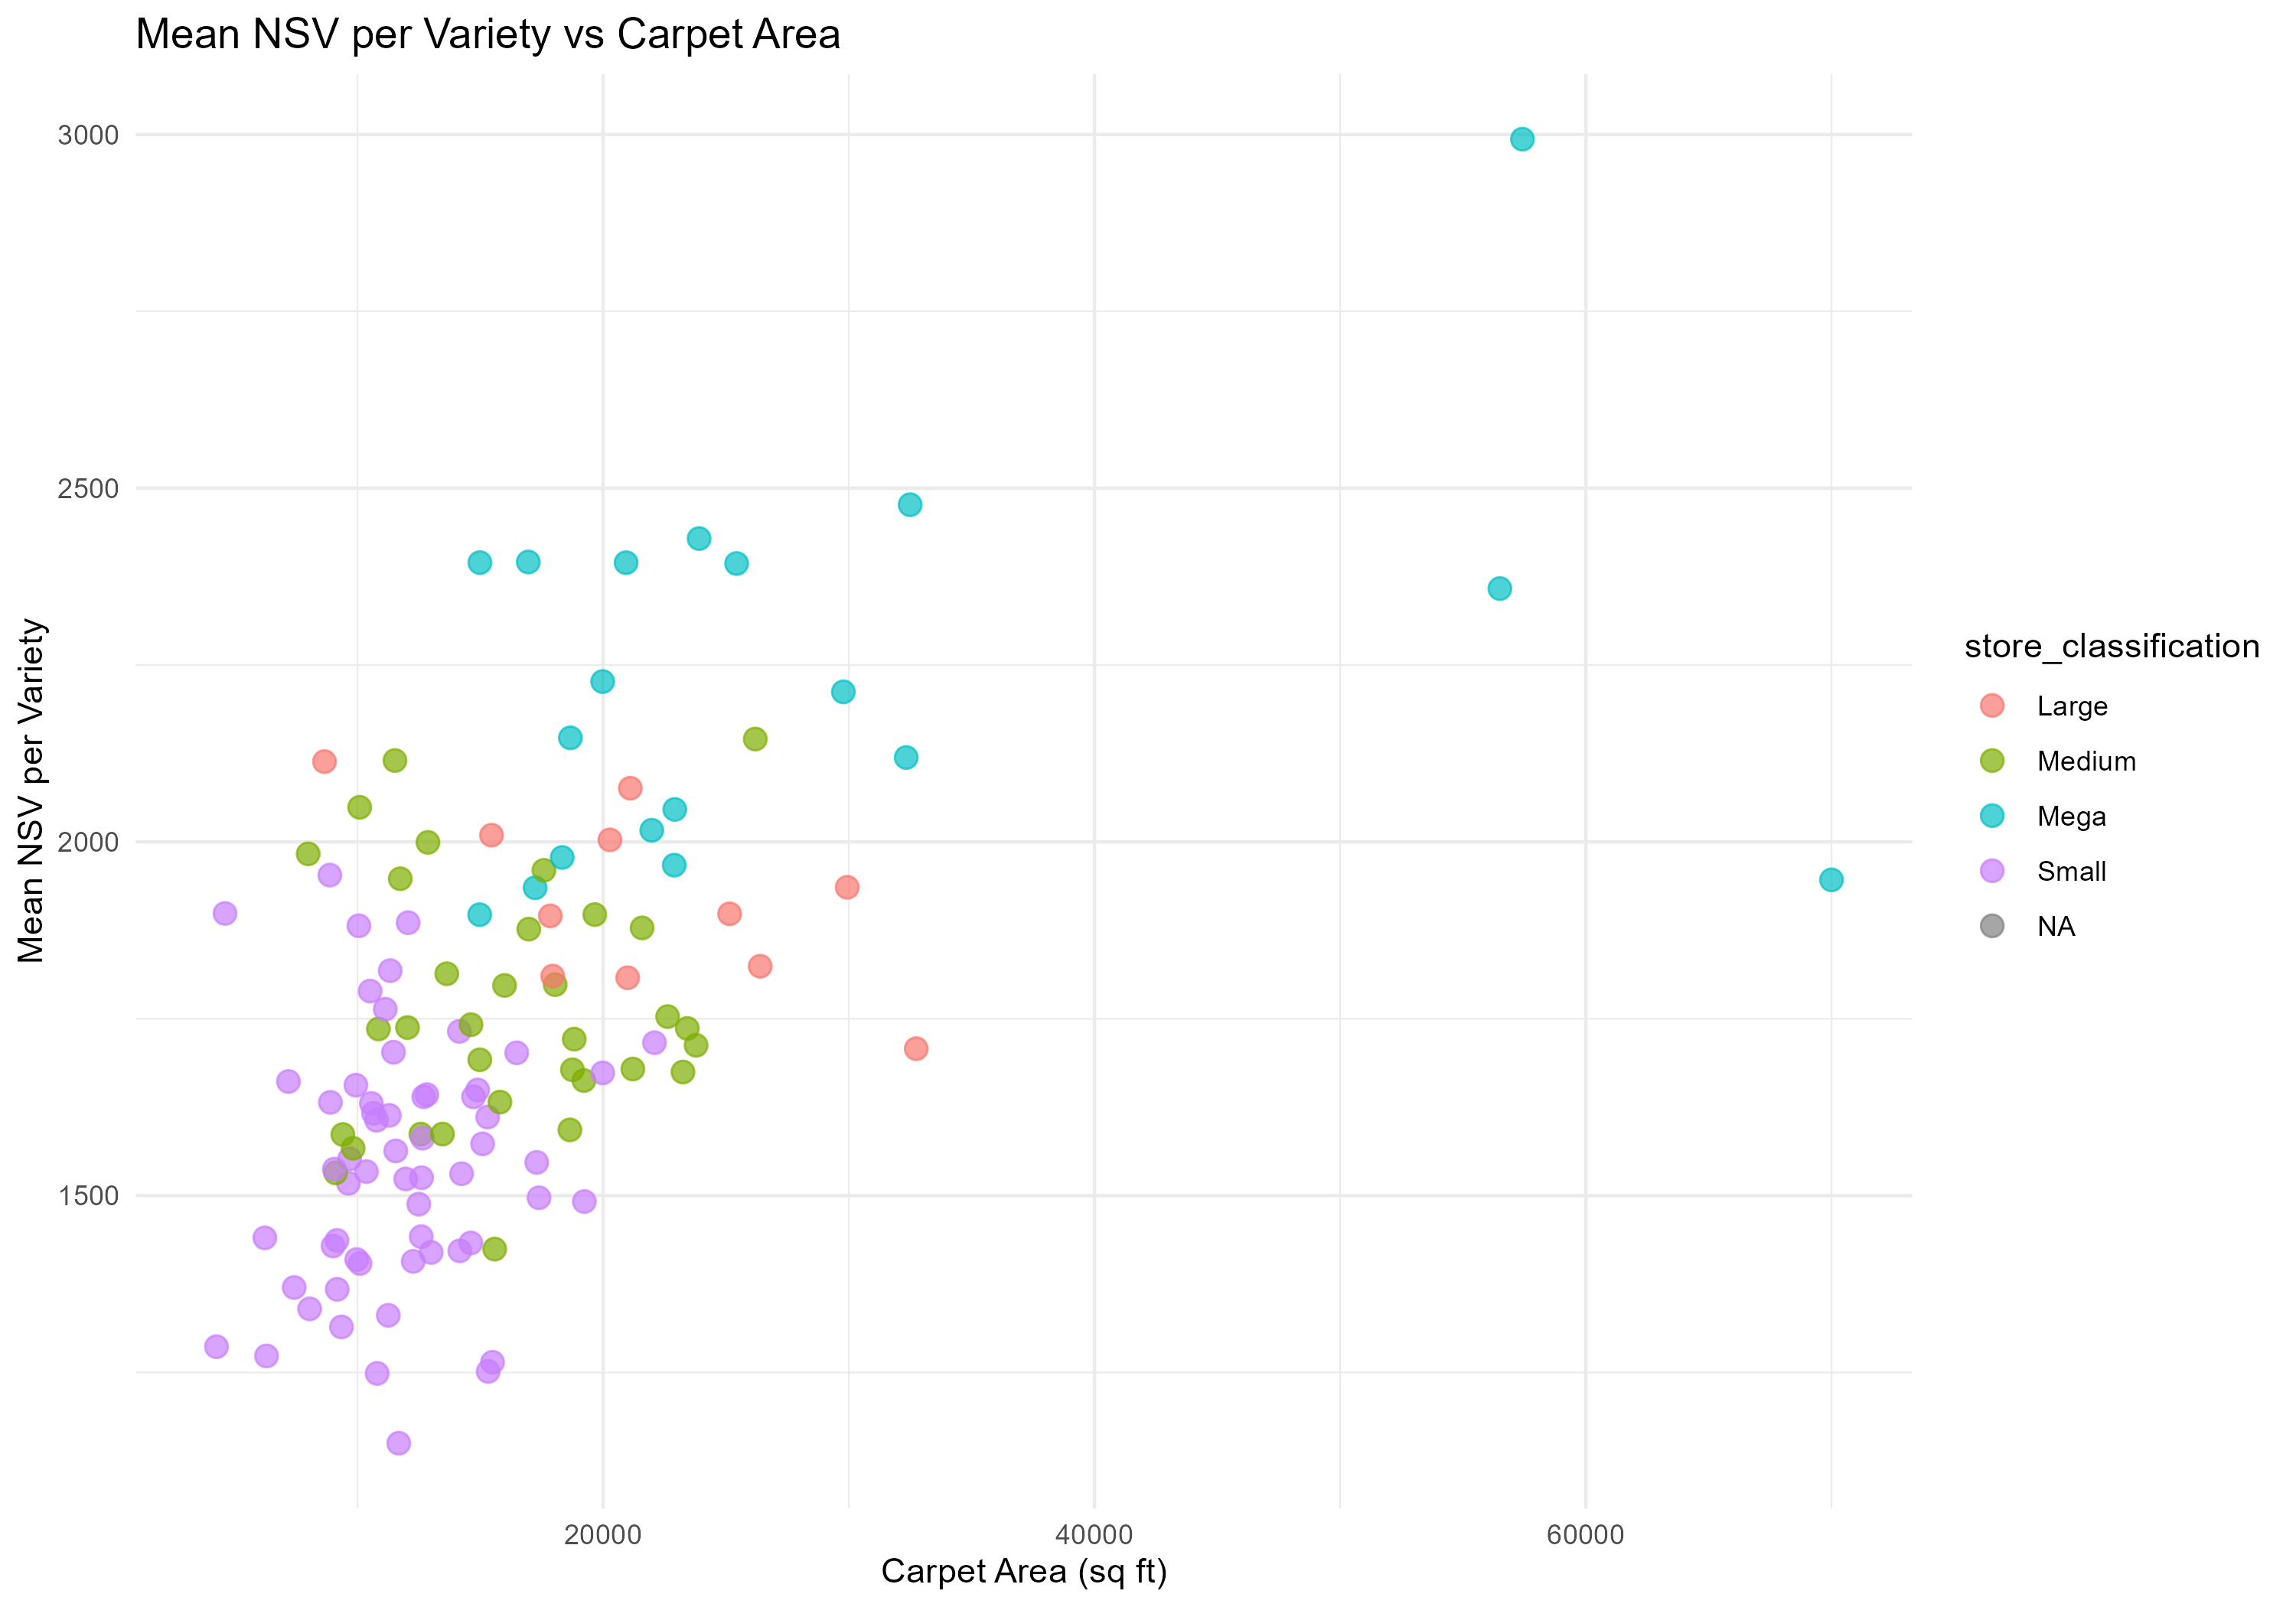 Mean NSV per Variety vs Carpet Area
3000
2500
2000
1500
Mean NSV per Variety
20000
40000
60000
Carpet Area (sq ft)
store_classification
Large
Medium
Mega
Small
NA